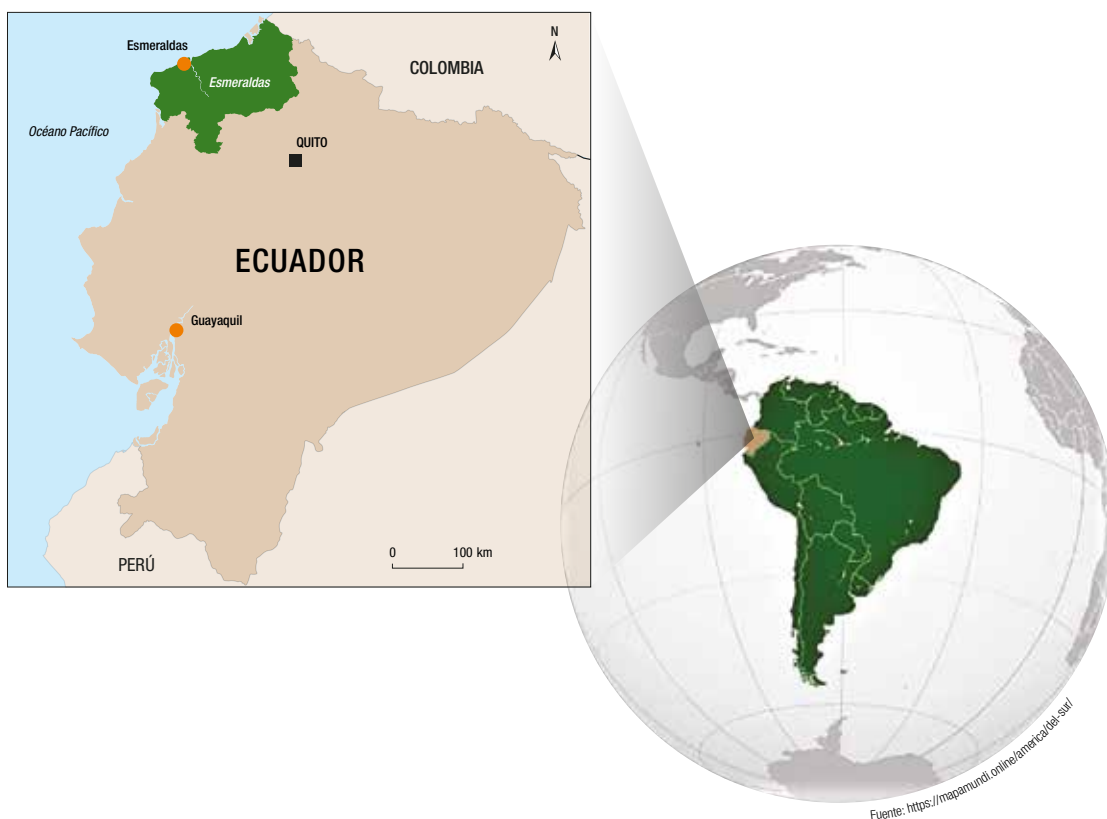 N
Esmeraldas
COLOMBIA
Esmeraldas
Océano Pacífico
QUITO
ECUADOR
Guayaquil
0 100 km
PERÚ
Fuente: https://mapamundi.online/america/del-sur/